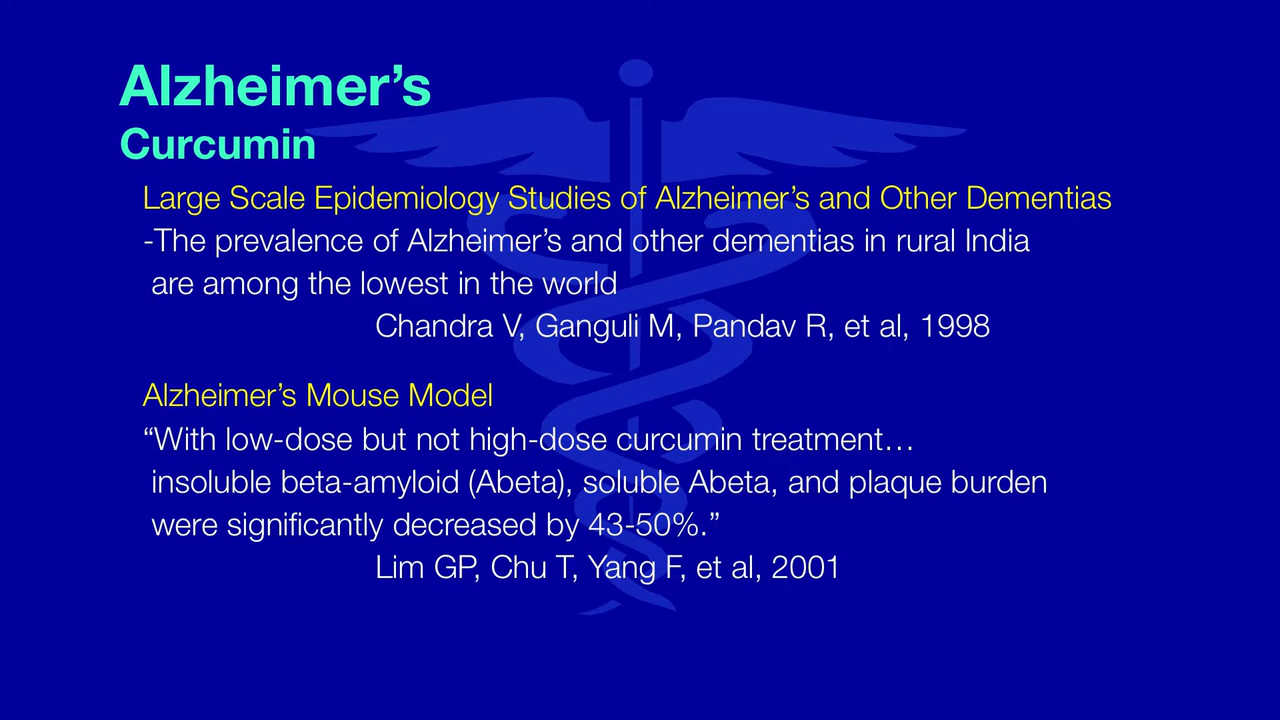 Alzheimer’s
Curcumin
Large Scale Epidemiology Studies of Alzheimer’s and Other Dementias
-The prevalence of Alzheimer’s and other dementias in rural India
are among the lowest in the world
Chandra V, Ganguli M, Pandav R, et al, 1998
Alzheimer’s Mouse Model
“With low-dose but not high-dose curcumin treatment…
insoluble beta-amyloid (Abeta), soluble Abeta, and plaque burden
were significantly decreased by 43-50%.”
Lim GP, Chu T, Yang F, et al, 2001